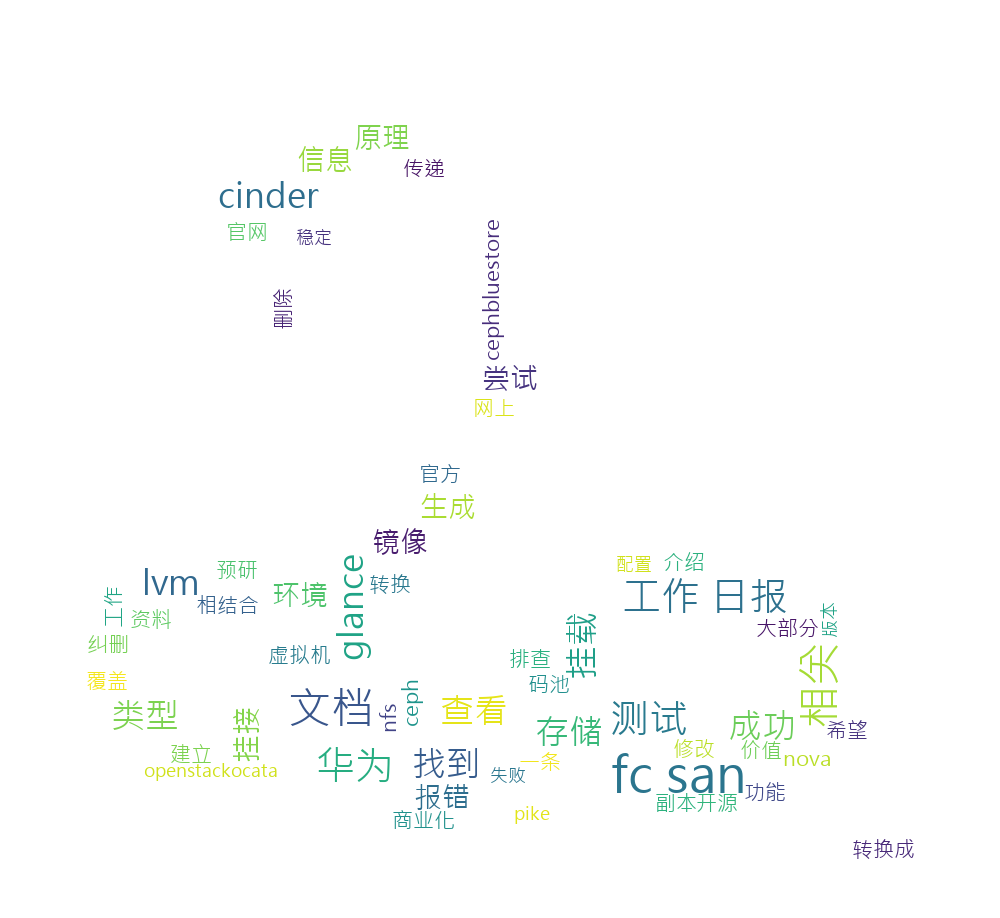 原理
信息
传递
cinder
官网
稳定
删除
cephbluestore
尝试
网上
官方
生成
镜像
glance
转换
环境
预研
lvm
相结合
工作
资料
纠删
虚拟机
覆盖
类型
挂接
建立
openstackocata
文档
nfs
ceph
查看
华为
找到
报错
失败
一条
商业化
pike
配置
介绍
工作 日报
大部分
版本
挂载
排查
码池
相关
存储
测试
成功
希望
修改
价值
nova
fc san
功能
副本开源
转换成